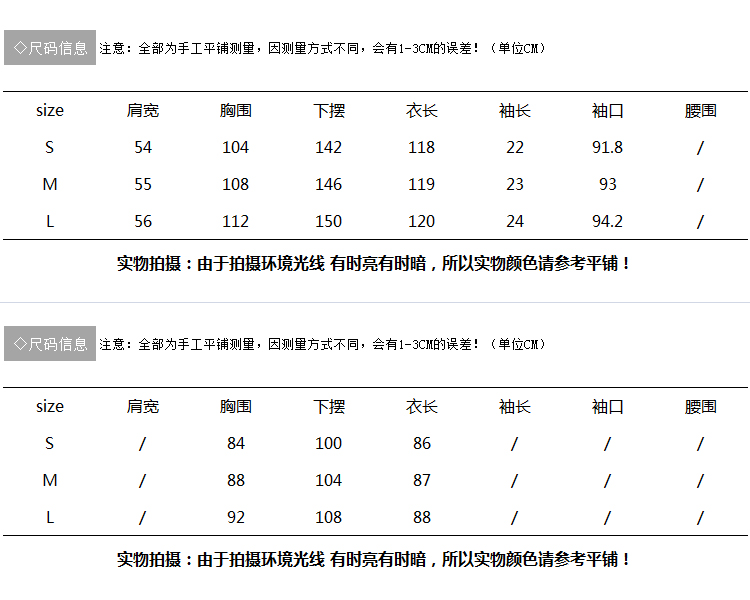 ◇尺码信息 注意：全部为手工平铺测量，因测量方式不同，会有1-3CM的误差！（单位CM）
size 肩宽 胸围 下摆 衣长 袖长 袖口 腰围
S 54 104 142 118 22 91.8 /
M 55 108 146 119 23 93 /
L 56 112 150 120 24 94.2 /
实物拍摄：由于拍摄环境光线 有时亮有时暗，所以实物颜色请参考平铺！
◇尺码信息 注意：全部为手工平铺测量，因测量方式不同，会有1-3CM的误差！（单位CM）
size 肩宽 胸围 下摆 衣长 袖长 袖口 腰围
S / 84 100 86 / / /
M / 88 104 87 / / /
L / 92 108 88 / / /
实物拍摄：由于拍摄环境光线 有时亮有时暗，所以实物颜色请参考平铺！